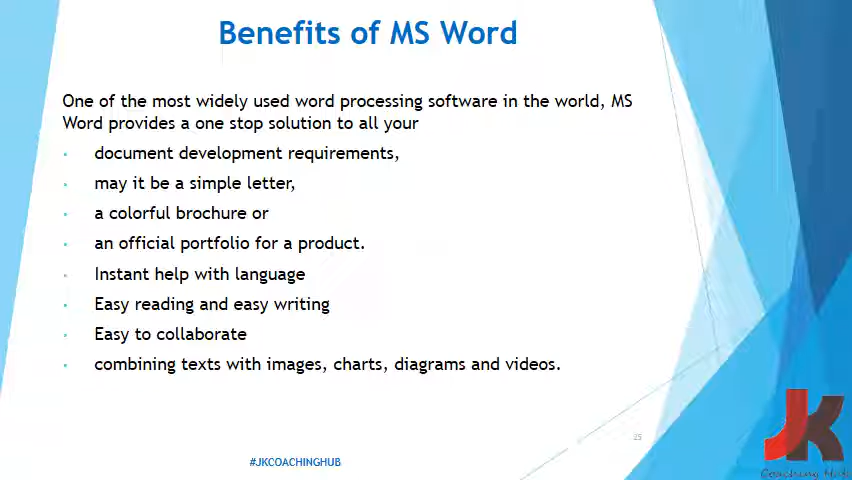 Benefits of MS Word
One of the most widely used word processing software in the world, MS
Word provides a one stop solution to all your
• document development requirements,
• may it be a simple letter,
• a colorful brochure or
• an official portfolio for a product.
• Instant help with language
• Easy reading and easy writing
• Easy to collaborate
• combining texts with images, charts, diagrams and videos.
25
#JKCOACHINGHUB
JK
Coaching